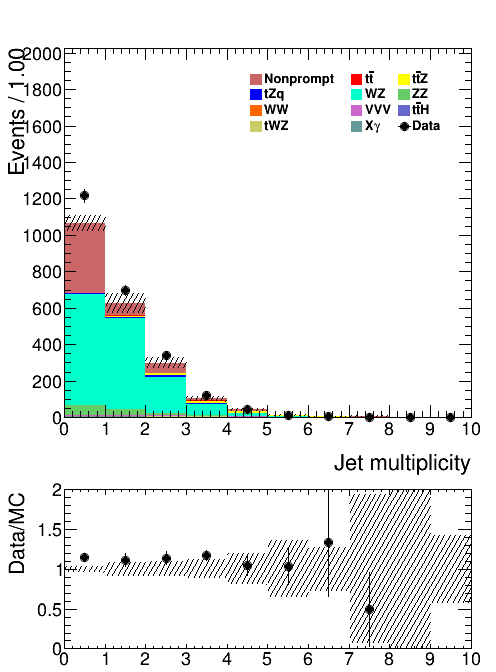 Events / 1.00
2000
1800
1600
1400
1200
1000
800
600
400
200
0
Nonprompt tt̄ tt̄Z
tZq WZ ZZ
WW VVV tt̄H
tWZ Xγ Data
0 1 2 3 4 5 6 7 8 9 10
Jet multiplicity
Data/MC
2
1.5
1
0.5
0
0 1 2 3 4 5 6 7 8 9 10